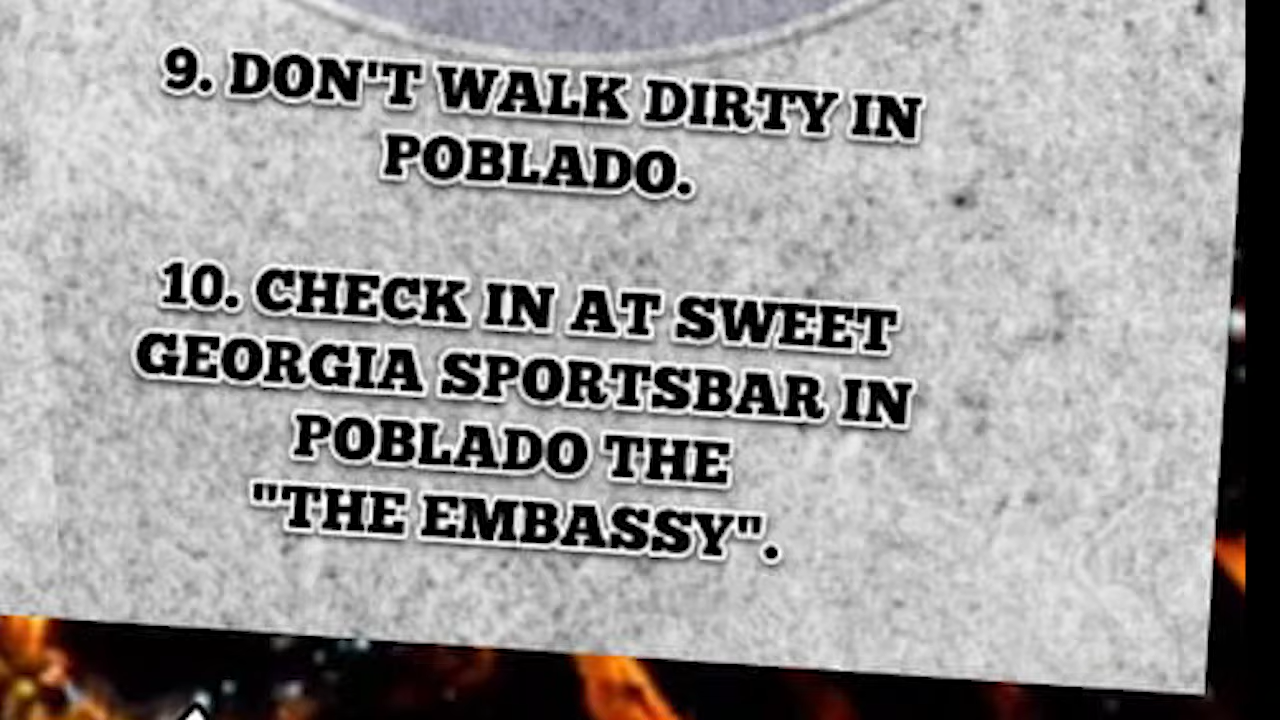 9. DON'T WALK DIRTY IN
POBLADO.
10. CHECK IN AT SWEET
GEORGIA SPORTSBAR IN
POBLADO THE
"THE EMBASSY".